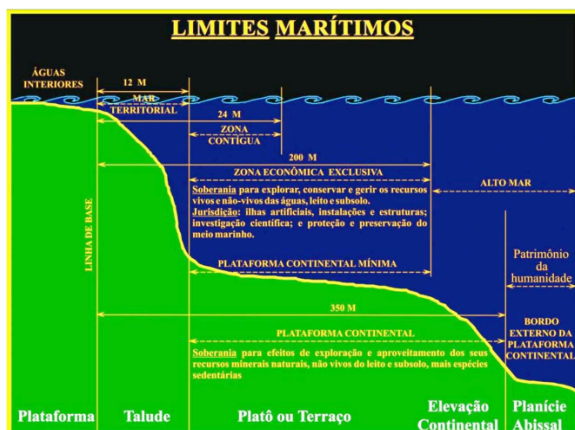 LIMITES MARÍTIMOS
ÁGUAS
INTERIORES
12 M
MAR
TERRITORIAL
24 M
ZONA
CONTÍGUA
200 M
ZONA ECONÔMICA EXCLUSIVA
Soberania para explorar, conservar e gerir os recursos
vivos e não-vivos das águas, leito e subsolo.
Jurisdição: ilhas artificiais, instalações e estruturas;
investigação científica; e proteção e preservação do
meio marinho.
ALTO MAR
LINHA DE BASE
PLATAFORMA CONTINENTAL MÍNIMA
Patrimônio
da
humanidade
350 M
PLATAFORMA CONTINENTAL
Soberania para efeitos de exploração e aproveitamento dos seus
recursos minerais naturais, não vivos do leito e subsolo, mais espécies
sedentárias
BORDO
EXTERNO DA
PLATAFORMA
CONTINENTAL
Plataforma
Talude
Platô ou Terraço
Elevação
Continental
Planície
Abissal